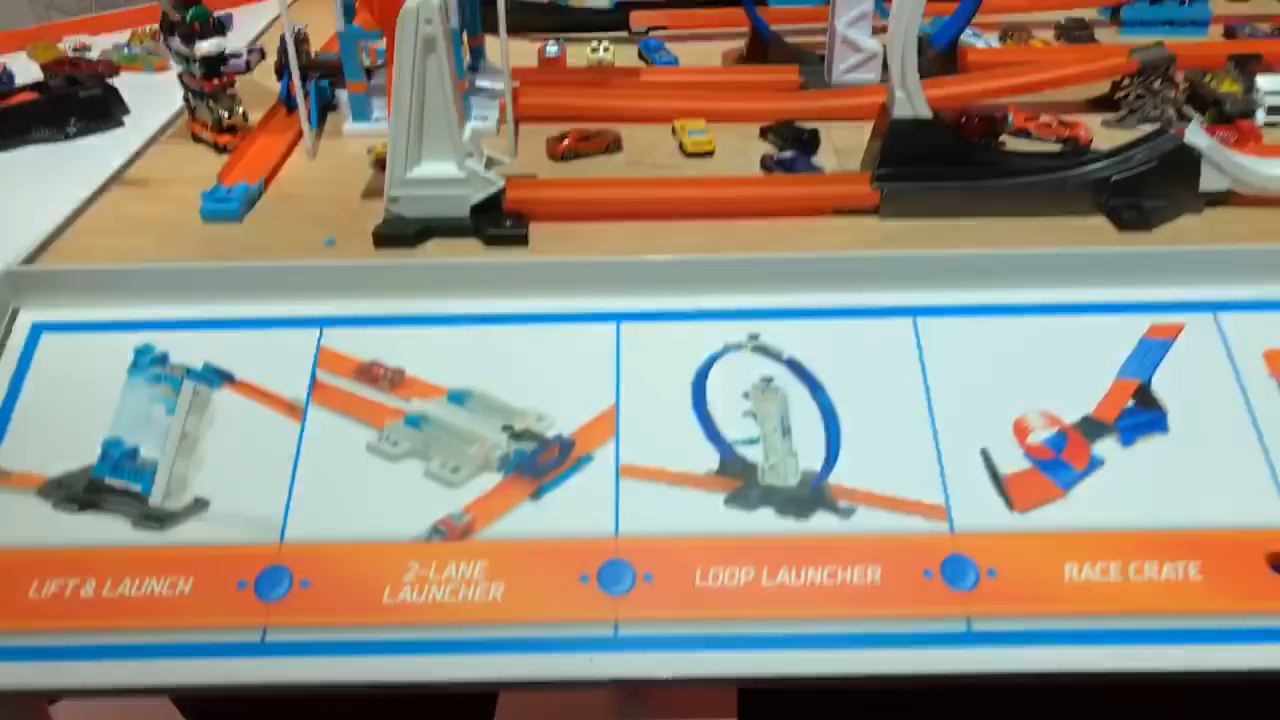 LIFT & LAUNCH
2-LANE
LAUNCHER
LOOP LAUNCHER
RACE CRATE